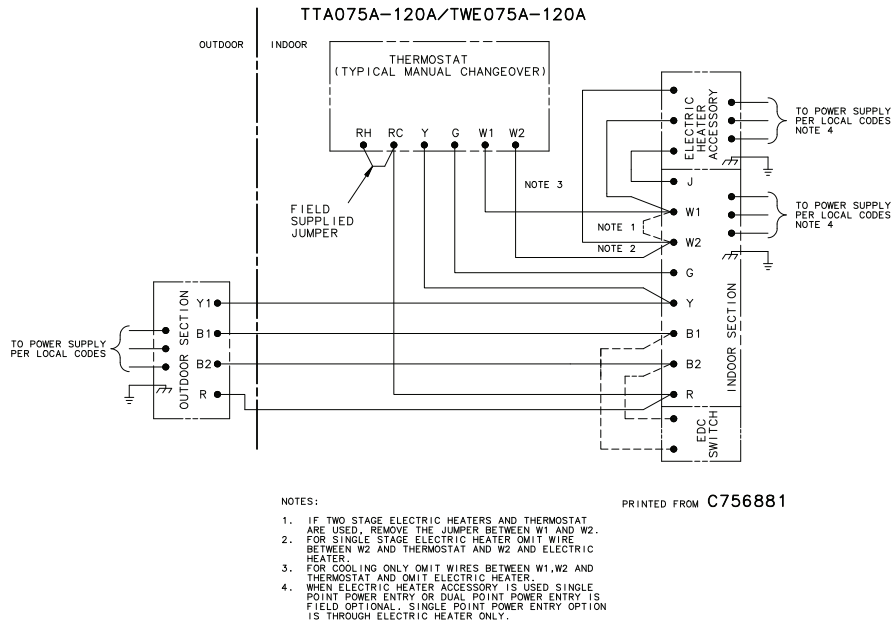 TTA075A-120A/TWE075A-120A
OUTDOOR
INDOOR
THERMOSTAT
(TYPICAL MANUAL CHANGEOVER)
RH RC Y G W1 W2
FIELD
SUPPLIED
JUMPER
NOTE 3
NOTE 1
NOTE 2
ELECTRIC
HEATER
ACCESSORY
TO POWER SUPPLY
PER LOCAL CODES
NOTE 4
J
W1
W2
G
Y
B1
B2
R
TO POWER SUPPLY
PER LOCAL CODES
NOTE 4
INDOOR SECTION
EDC
SWITCH
OUTDOOR SECTION
Y1
B1
B2
R
TO POWER SUPPLY
PER LOCAL CODES
PRINTED FROM C756881
NOTES:
1. IF TWO STAGE ELECTRIC HEATERS AND THERMOSTAT
ARE USED, REMOVE THE JUMPER BETWEEN W1 AND W2.
2. FOR SINGLE STAGE ELECTRIC HEATER OMIT WIRE
BETWEEN W2 AND THERMOSTAT AND W2 AND ELECTRIC
HEATER.
3. FOR COOLING ONLY OMIT WIRES BETWEEN W1,W2 AND
THERMOSTAT AND OMIT ELECTRIC HEATER.
4. WHEN ELECTRIC HEATER ACCESSORY IS USED SINGLE
POINT POWER ENTRY OR DUAL POINT POWER ENTRY IS
FIELD OPTIONAL. SINGLE POINT POWER ENTRY OPTION
IS THROUGH ELECTRIC HEATER ONLY.